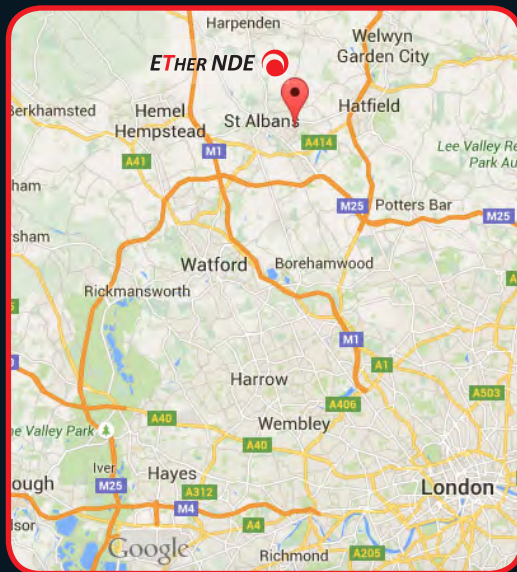 Harpenden
Welwyn
Garden City
ETHER NDE
Berkhamsted
Hemel
Hempstead
St Albans
Hatfield
A414
Lee Valley Re
Park Au
M1
A41
ham
M25
Potters Bar
M25
sham
Watford
Borehamwood
Rickmansworth
M1
A1
Harrow
A406
A503
A40
Wembley
e Valley Park
A40
Iver
Hayes
ough
M25
A312
London
M4
dsor
A4
Google
Richmond
A205